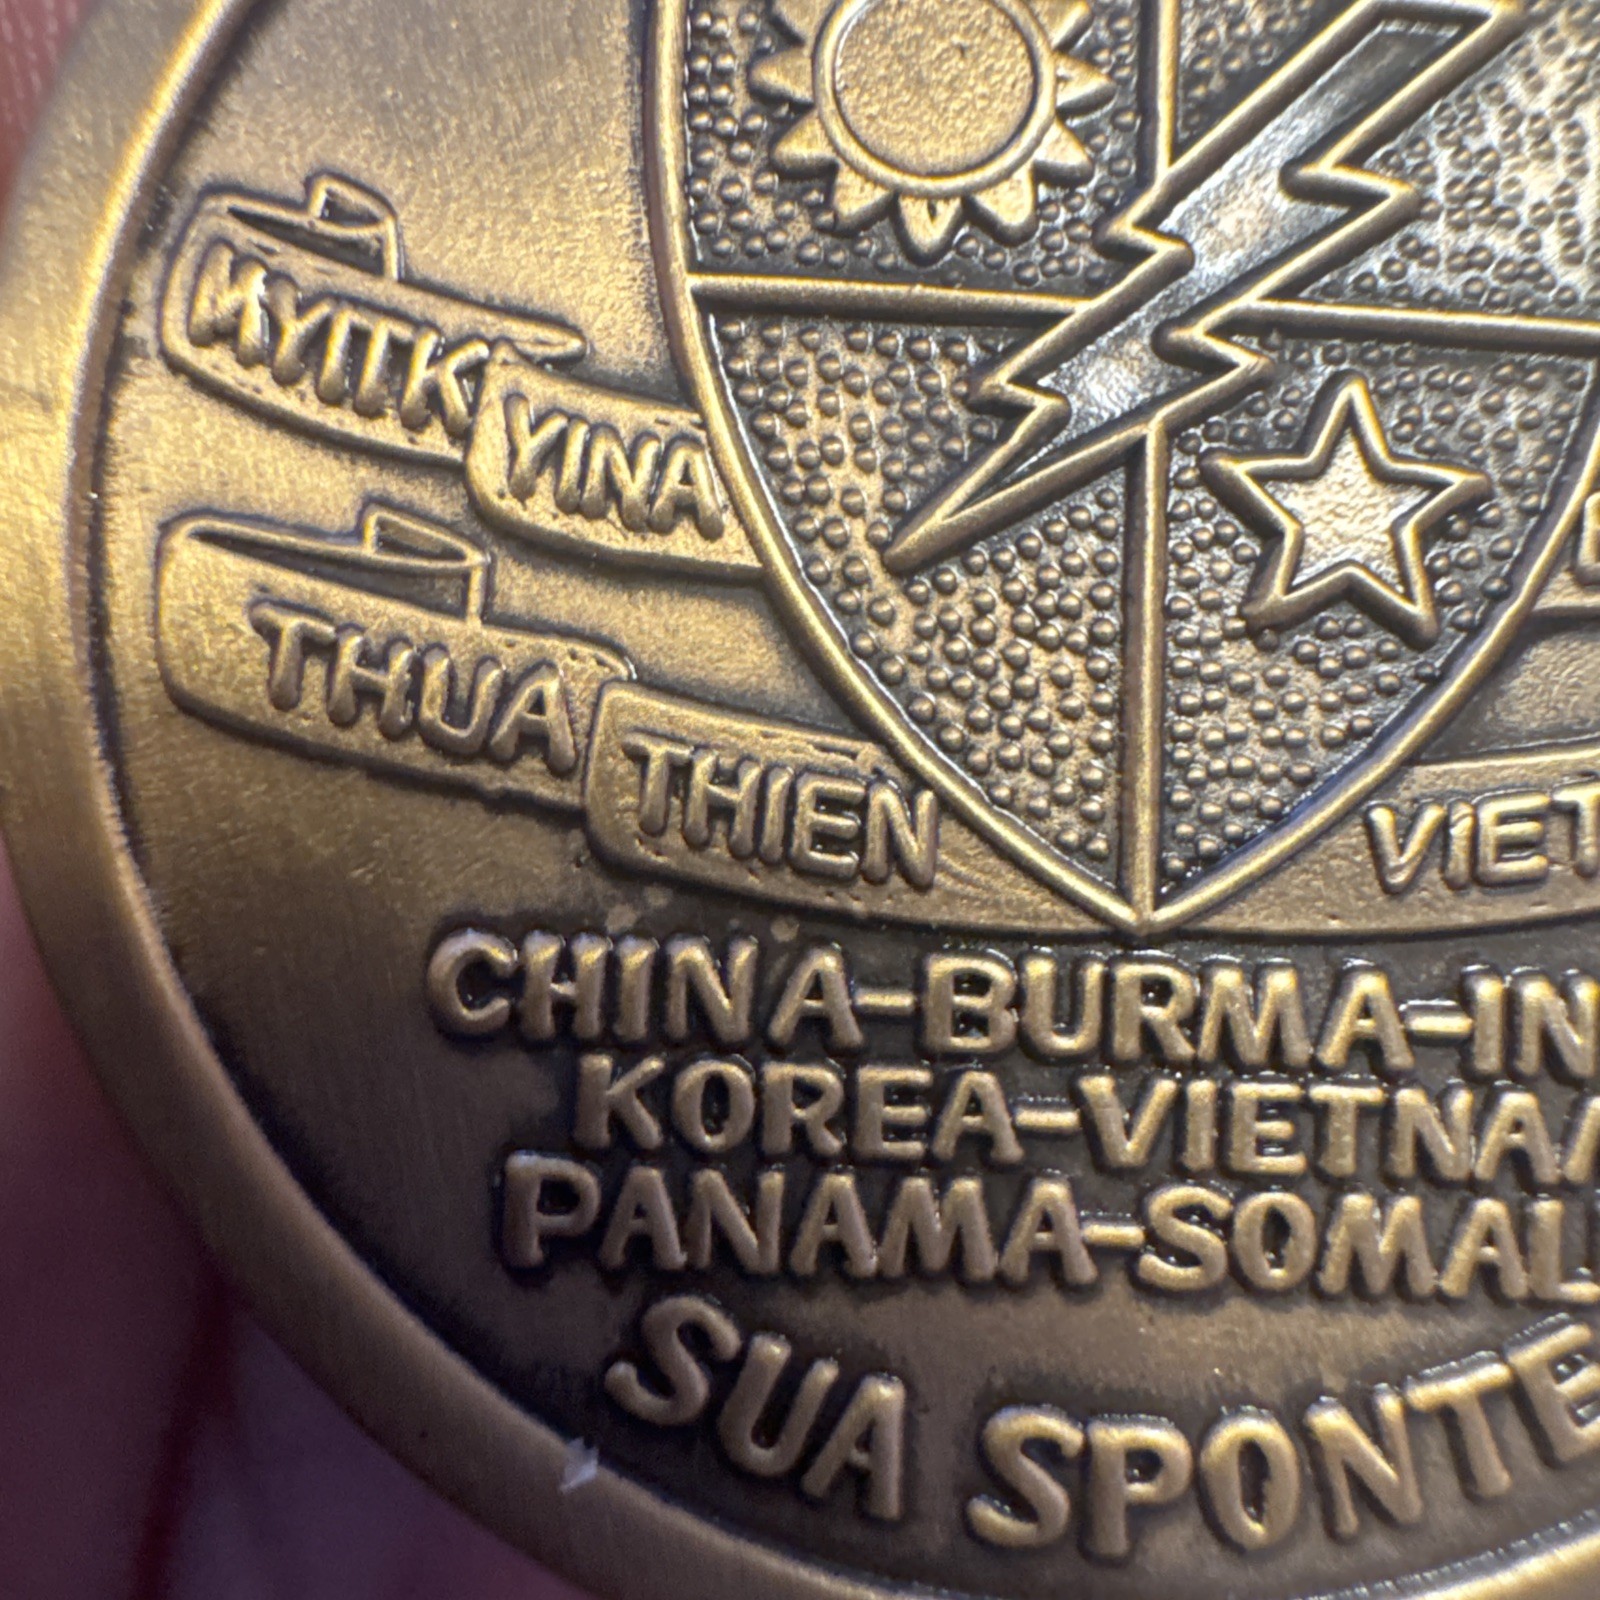 MYITK YINA
THUA THIEN
VIET
CHINA-BURMA-IN
KOREA-VIETNA
PANAMA-SOMAL
SUA SPONTE